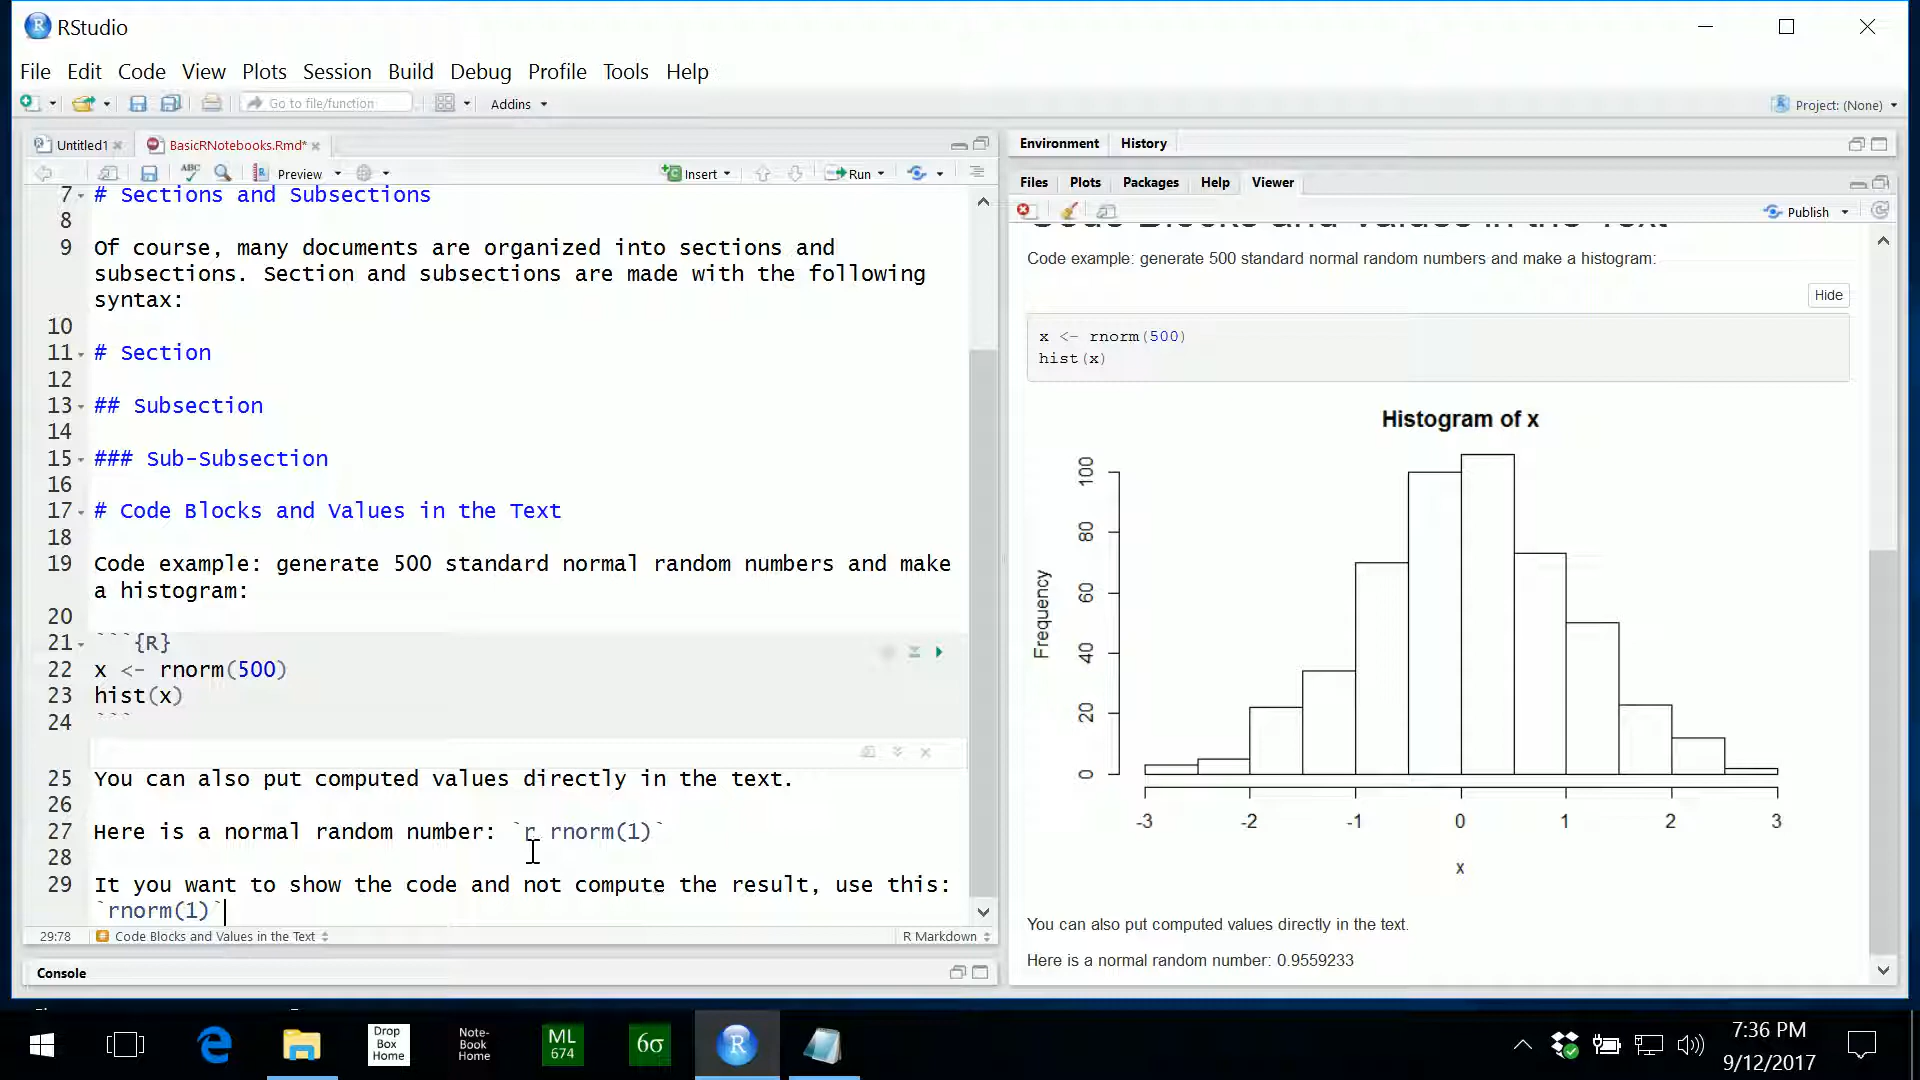 RStudio
File Edit Code View Plots Session Build Debug Profile Tools Help
Go to file/function
Addins
Project: (None)
Untitled1
BasicRNotebooks.Rmd*
ABC
Preview
Insert
Run
7 # Sections and Subsections
8
9 Of course, many documents are organized into sections and
subsections. Section and subsections are made with the following
syntax:
10
11 # Section
12
13 ## Subsection
14
15 ### Sub-Subsection
16
17 # Code Blocks and Values in the Text
18
19 Code example: generate 500 standard normal random numbers and make
a histogram:
20
21 ```{R}
22 x <- rnorm(500)
23 hist(x)
24 ```
25 You can also put computed values directly in the text.
26
27 Here is a normal random number: `r rnorm(1)`
28
29 It you want to show the code and not compute the result, use this:
`rnorm(1)`
29:78 Code Blocks and Values in the Text R Markdown
Console
Environment History
Files Plots Packages Help Viewer
Publish
Code Blocks and Values in the Text
Code example: generate 500 standard normal random numbers and make a histogram:
Hide
x <- rnorm(500)
hist(x)
Histogram of x
Frequency
100
80
60
40
20
0
-3 -2 -1 0 1 2 3
x
You can also put computed values directly in the text.
Here is a normal random number: 0.9559233
Drop
Box
Home
Note-
Book
Home
ML
674
6σ
R
7:36 PM
9/12/2017